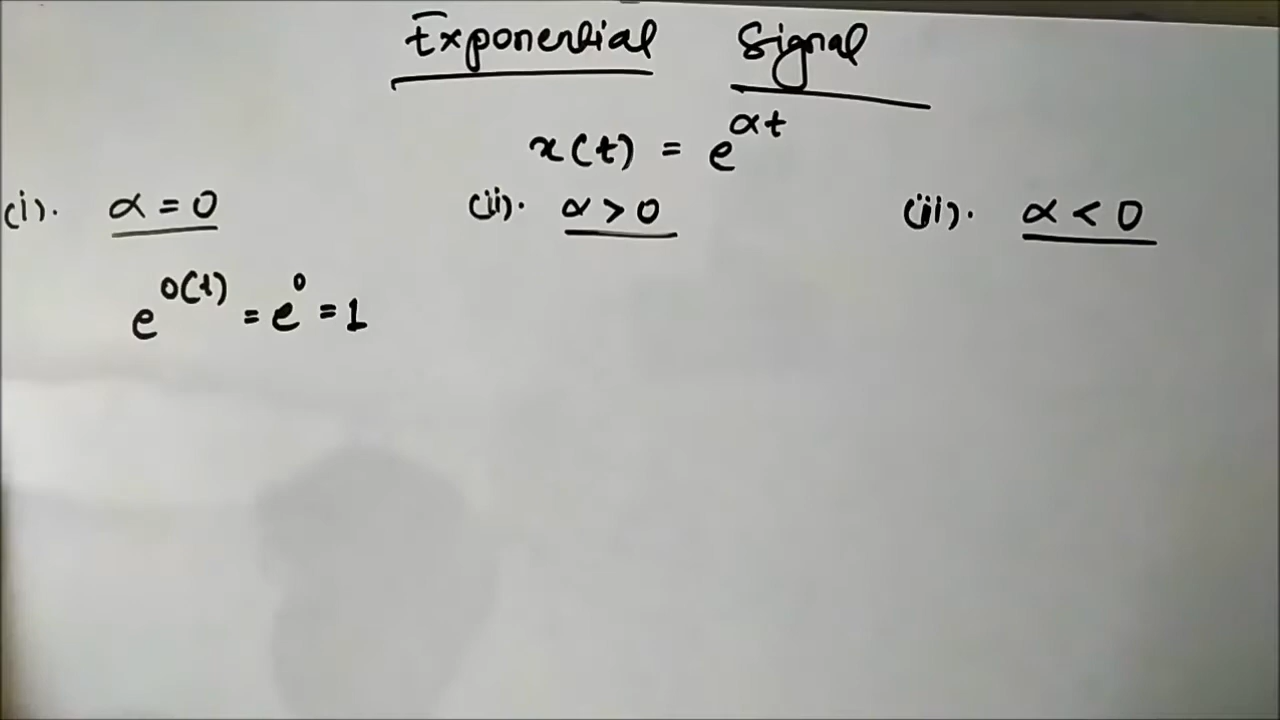 Exponential Signal
x(t) = e^αt
(i). α = 0 (ii). α > 0 (iii). α < 0
e^0(t) = e^0 = 1